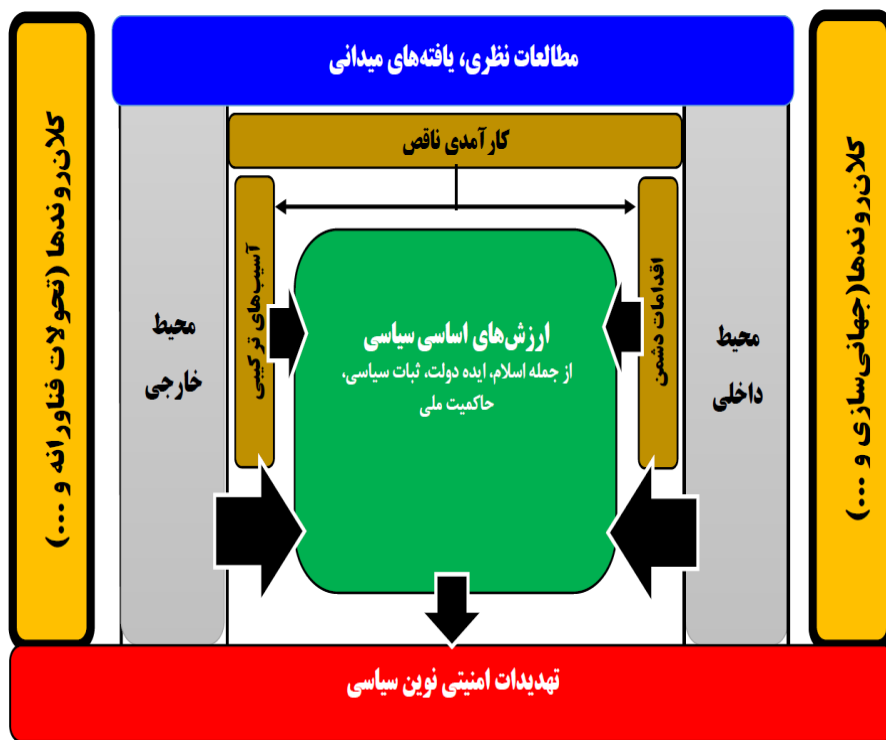 مطالعات نظری، یافته‌های میدانی
کلان‌روندها(جهانی‌سازی و ...)
محیط
داخلی
کارآمدی ناقص
اقدامات دشمن
ارزش‌های اساسی سیاسی
از جمله اسلام، ایده دولت، ثبات سیاسی،
حاکمیت ملی
آسیب‌های ترکیبی
محیط
خارجی
کلان‌روندها (تحولات فناورانه و ...)
تهدیدات امنیتی نوین سیاسی